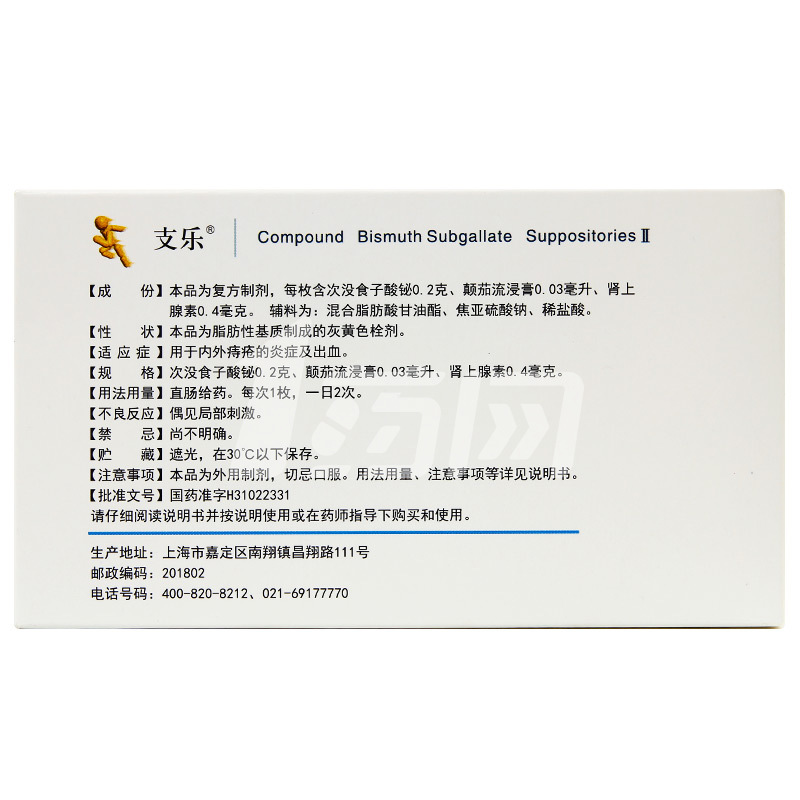 支乐® Compound Bismuth Subgallate Suppositories Ⅱ
【成 份】本品为复方制剂，每枚含次没食子酸铋0.2克、颠茄流浸膏0.03毫升、肾上
腺素0.4毫克。 辅料为：混合脂肪酸甘油酯、焦亚硫酸钠、稀盐酸。
【性 状】本品为脂肪性基质制成的灰黄色栓剂。
【适 应 症】用于内外痔疮的炎症及出血。
【规 格】次没食子酸铋0.2克、颠茄流浸膏0.03毫升、肾上腺素0.4毫克。
【用法用量】直肠给药。每次1枚，一日2次。
【不良反应】偶见局部刺激。
【禁 忌】尚不明确。
【贮 藏】遮光，在30℃以下保存。
【注意事项】本品为外用制剂，切忌口服。用法用量、注意事项等详见说明书。
【批准文号】国药准字H31022331
请仔细阅读说明书并按说明使用或在药师指导下购买和使用。
生产地址：上海市嘉定区南翔镇昌翔路111号
邮政编码：201802
电话号码：400-820-8212、021-69177770
1药网